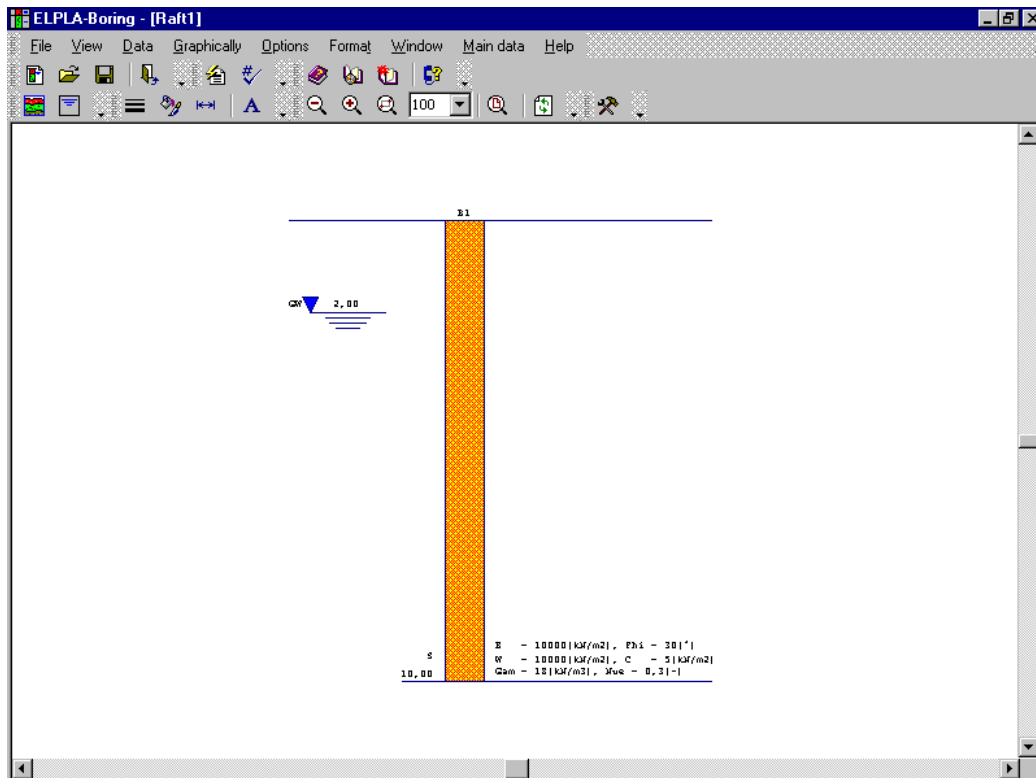 ELPLA-Boring - [Raft1]
File View Data Graphically Options Format Window Main data Help
A 100
B1
GW 2,00
S
10,00
E = 10000[kN/m2], Phi = 30[°]
W = 10000[kN/m2], C = 5[kN/m2]
Gam = 18[kN/m3], Nue = 0,3[-]